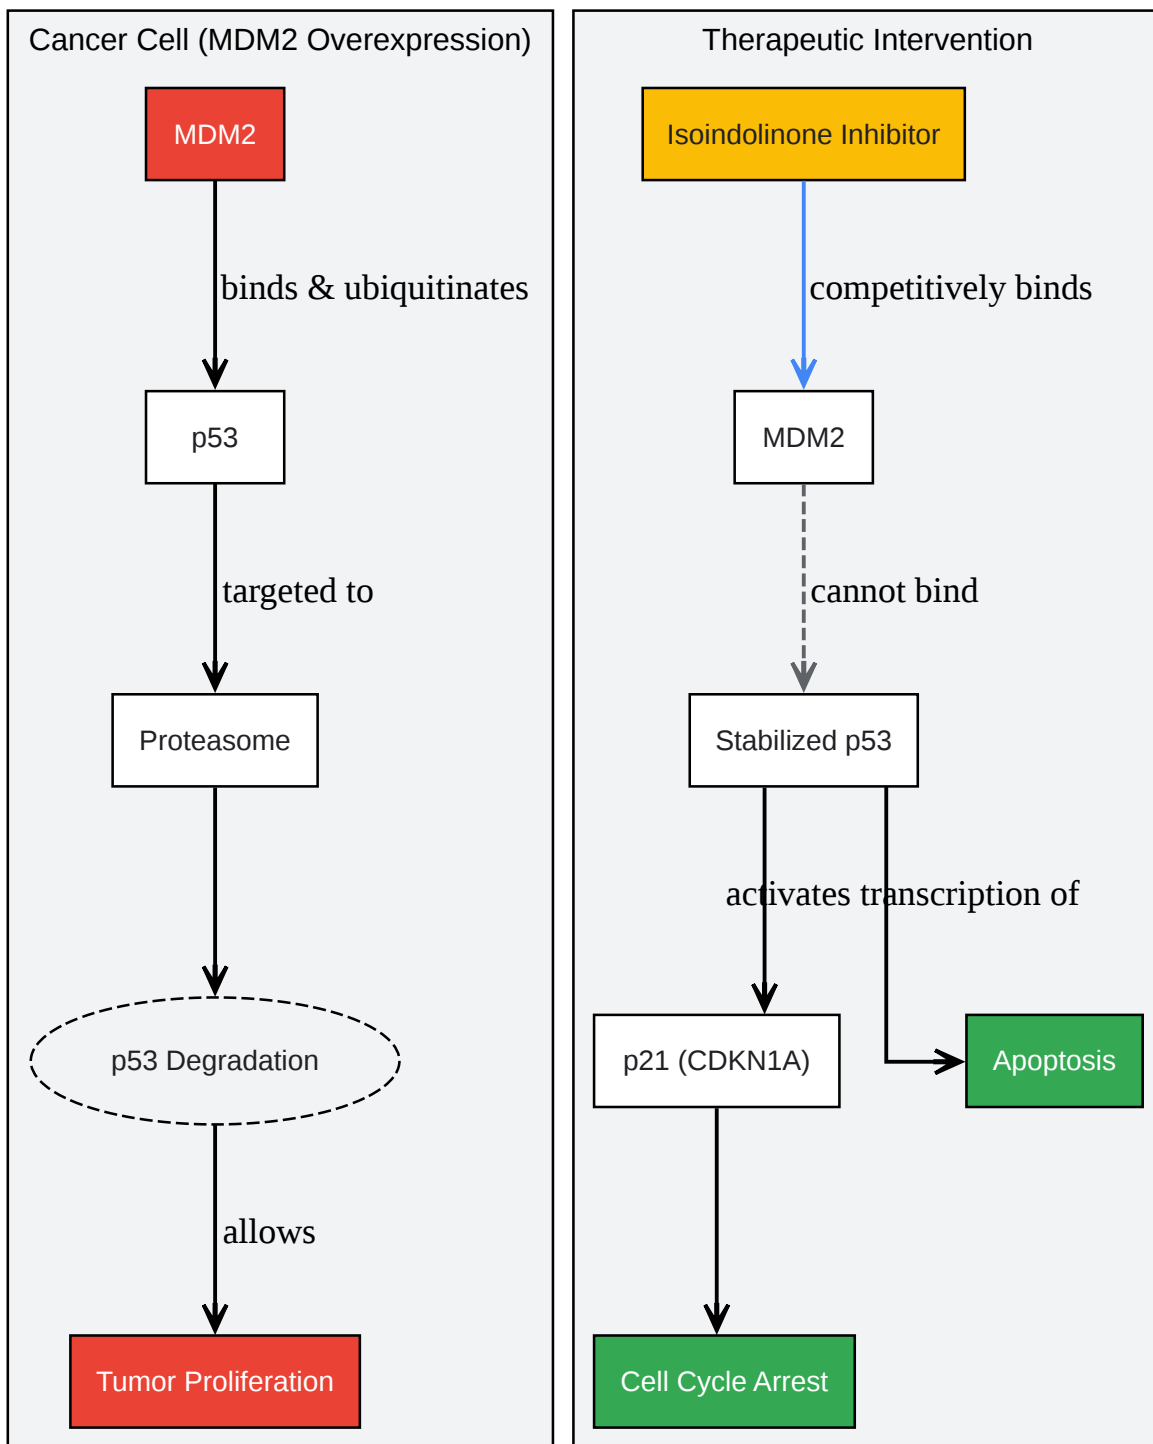 Cancer Cell (MDM2 Overexpression)
MDM2
binds & ubiquitinates
p53
targeted to
Proteasome
p53 Degradation
allows
Tumor Proliferation
Therapeutic Intervention
Isoindolinone Inhibitor
competitively binds
MDM2
cannot bind
Stabilized p53
activates transcription of
p21 (CDKN1A)
Apoptosis
Cell Cycle Arrest